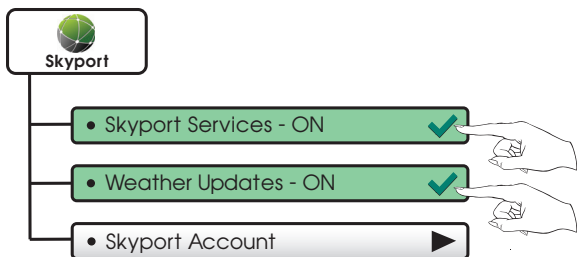 Skyport
• Skyport Services - ON
• Weather Updates - ON
• Skyport Account